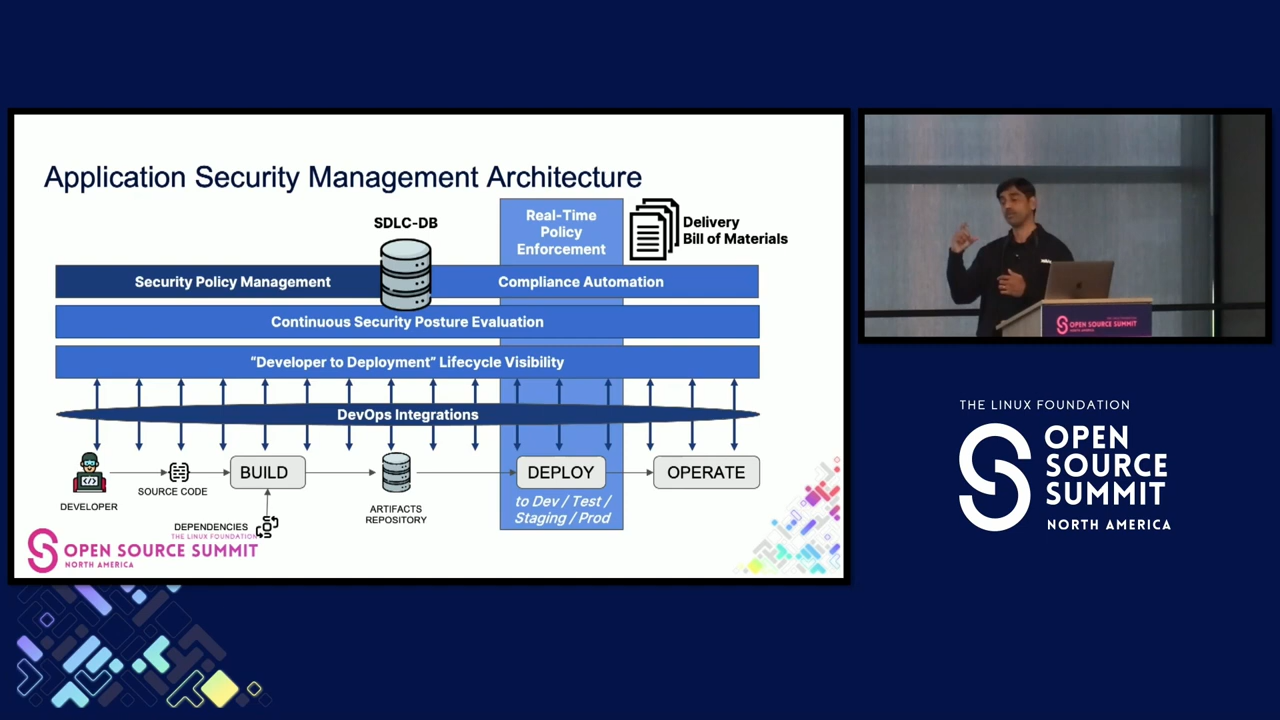 Application Security Management Architecture
SDLC-DB
Real-Time
Policy
Enforcement
Delivery
Bill of Materials
Security Policy Management
Compliance Automation
Continuous Security Posture Evaluation
“Developer to Deployment” Lifecycle Visibility
DevOps Integrations
DEVELOPER
SOURCE CODE
BUILD
DEPENDENCIES
ARTIFACTS
REPOSITORY
DEPLOY
to Dev / Test /
Staging / Prod
OPERATE
THE LINUX FOUNDATION
OPEN SOURCE SUMMIT
NORTH AMERICA
OPEN SOURCE SUMMIT
THE LINUX FOUNDATION
OPEN
SOURCE
SUMMIT
NORTH AMERICA